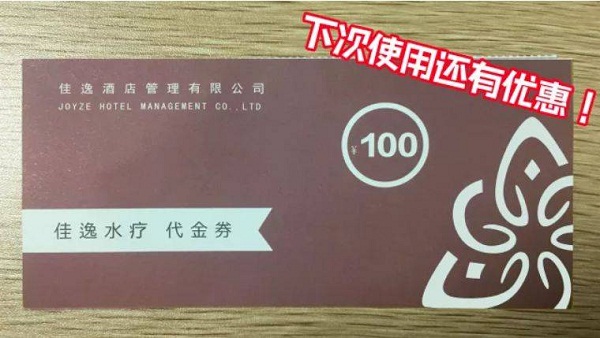 下次使用还有优惠！
佳逸酒店管理有限公司
JOYZE HOTEL MANAGEMENT CO.,LTD
¥100
佳逸水疗 代金券